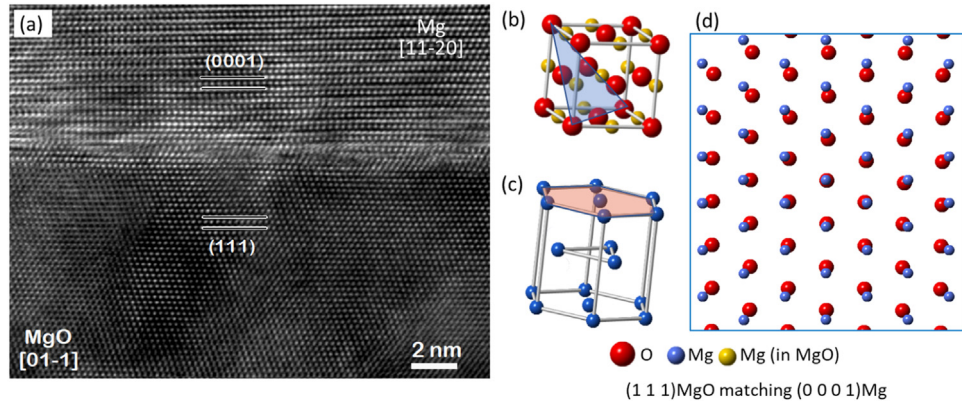 (a)
Mg
[11-20]
(0001)
(111)
MgO
[01-1]
2 nm
(b)
(c)
(d)
O Mg Mg (in MgO)
(1 1 1)MgO matching (0 0 0 1)Mg